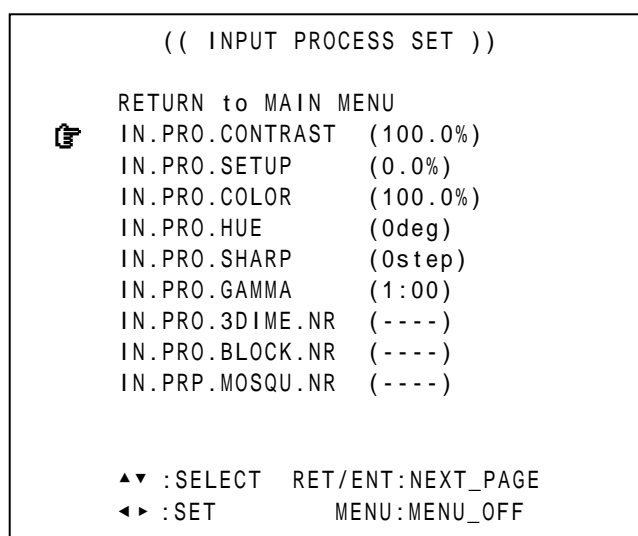 (( INPUT PROCESS SET ))
RETURN to MAIN MENU
IN.PRO.CONTRAST (100.0%)
IN.PRO.SETUP (0.0%)
IN.PRO.COLOR (100.0%)
IN.PRO.HUE (0deg)
IN.PRO.SHARP (0step)
IN.PRO.GAMMA (1:00)
IN.PRO.3DIME.NR (----)
IN.PRO.BLOCK.NR (----)
IN.PRP.MOSQU.NR (----)
▲▼ :SELECT RET/ENT:NEXT_PAGE
◄► :SET MENU:MENU_OFF